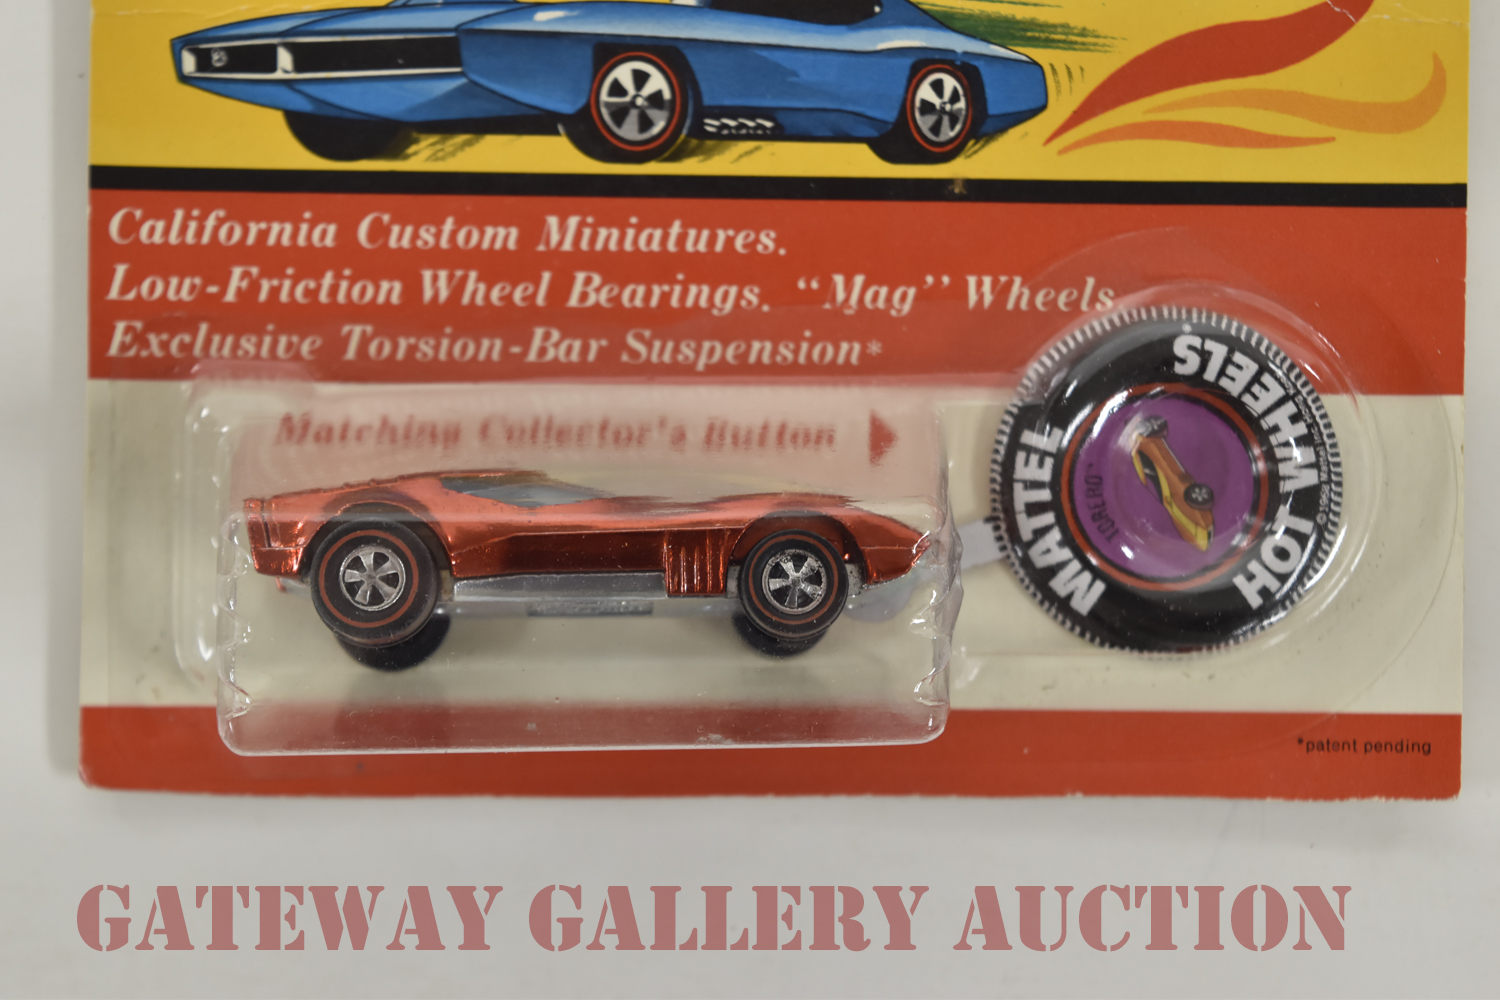 California Custom Miniatures.
Low-Friction Wheel Bearings. “Mag” Wheels,
Exclusive Torsion-Bar Suspension*
Matching Collector's Button
MATTEL
HOT WHEELS
TORERO
*patent pending
GATEWAY GALLERY AUCTION